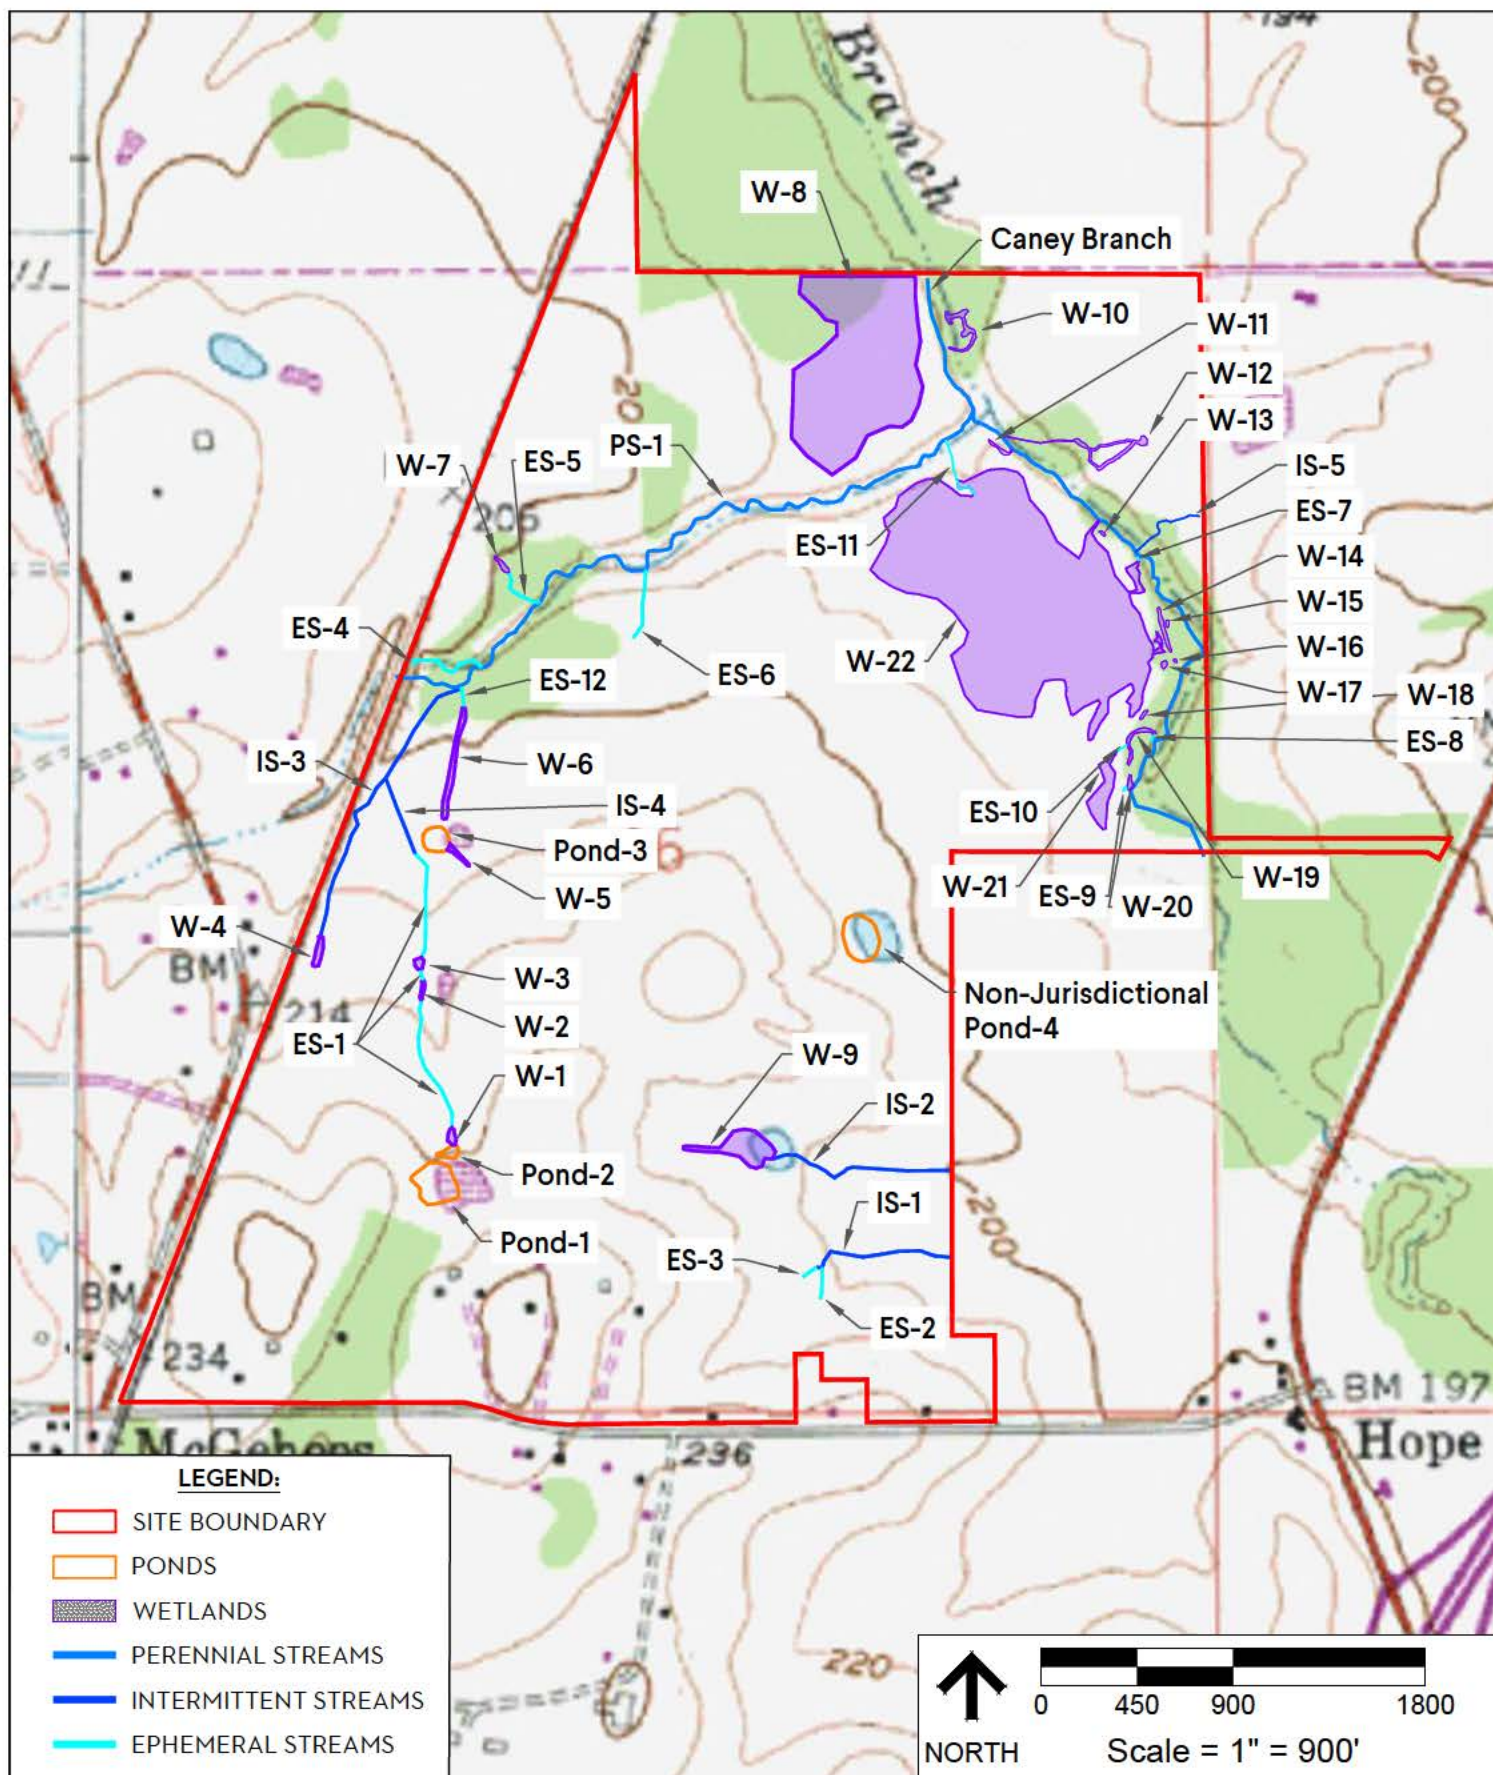 Branch
194
200
W-8
Caney Branch
W-10
W-11
W-12
W-13
20
PS-1
W-7
ES-5
IS-5
ES-7
205
ES-11
W-14
W-15
ES-4
W-16
ES-12
ES-6
W-22
W-17
W-18
ES-8
IS-3
W-6
IS-4
ES-10
Pond-3
6
W-5
W-21
ES-9
W-20
W-19
W-4
BM
W-3
Non-Jurisdictional
Pond-4
214
W-2
ES-1
W-9
W-1
IS-2
Pond-2
IS-1
200
Pond-1
ES-3
BM
ES-2
234
BM 197
McGehees
236
Hope
220
LEGEND:
SITE BOUNDARY
PONDS
WETLANDS
PERENNIAL STREAMS
INTERMITTENT STREAMS
EPHEMERAL STREAMS
NORTH
0 450 900 1800
Scale = 1" = 900'